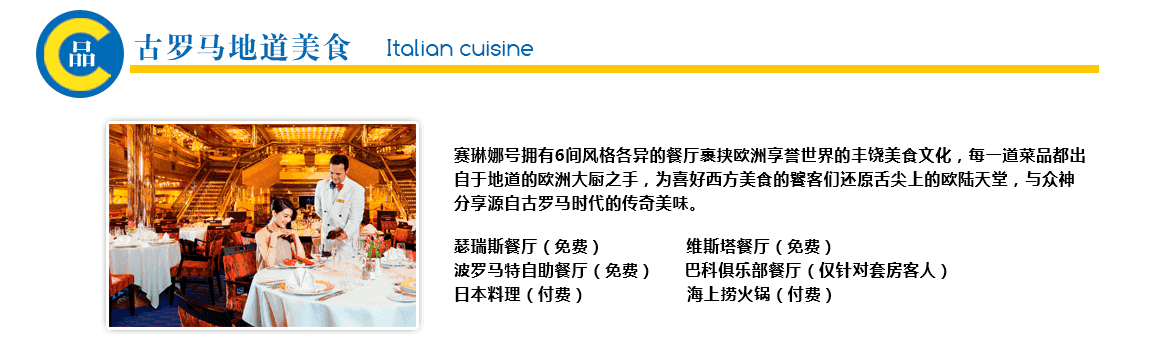 品
古罗马地道美食 Italian cuisine
赛琳娜号拥有6间风格各异的餐厅裹挟欧洲享誉世界的丰饶美食文化，每一道菜品都出
自于地道的欧洲大厨之手，为喜好西方美食的饕客们还原舌尖上的欧陆天堂，与众神
分享源自古罗马时代的传奇美味。
瑟瑞斯餐厅（免费） 维斯塔餐厅（免费）
波罗马特自助餐厅（免费） 巴科俱乐部餐厅（仅针对套房客人）
日本料理（付费） 海上捞火锅（付费）